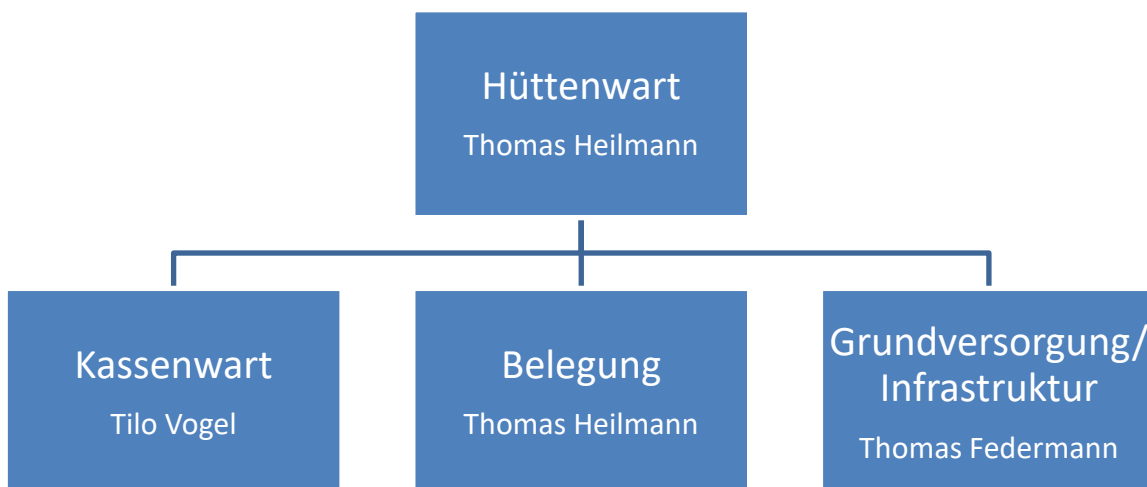 Hüttenwart
Thomas Heilmann
Kassenwart
Tilo Vogel
Belegung
Thomas Heilmann
Grundversorgung/
Infrastruktur
Thomas Federmann